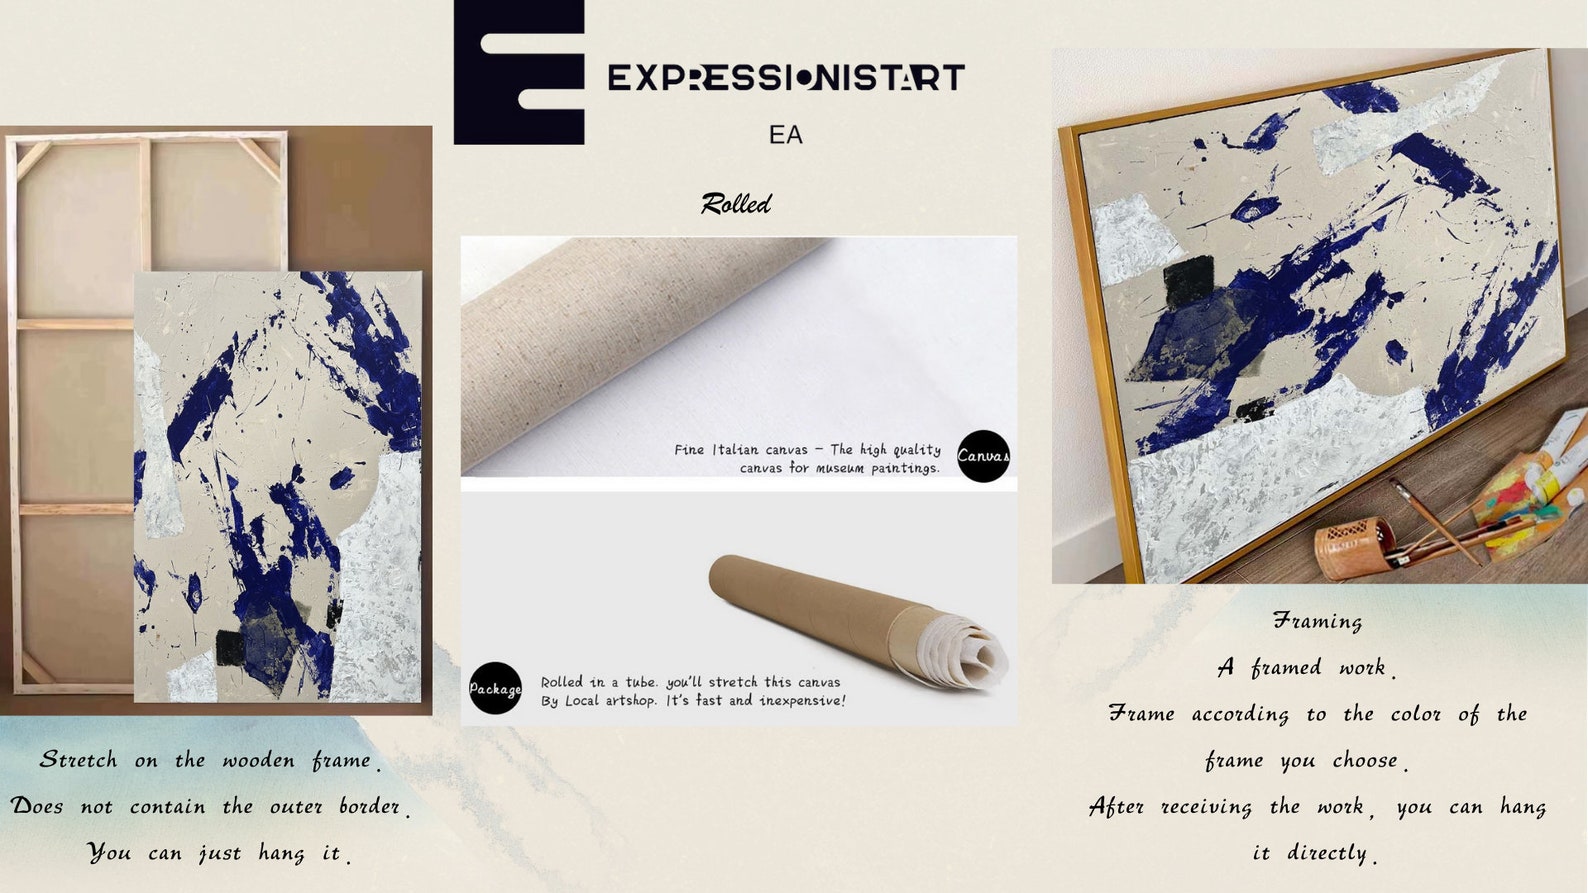 EXPRESSIONISTART
EA
Rolled
Fine Italian canvas – The high quality
canvas for museum paintings.
Canvas
Package
Rolled in a tube. you'll stretch this canvas
By Local artshop. It's fast and inexpensive!
Stretch on the wooden frame.
Does not contain the outer border.
You can just hang it.
Framing
A framed work.
Frame according to the color of the
frame you choose.
After receiving the work, you can hang
it directly.